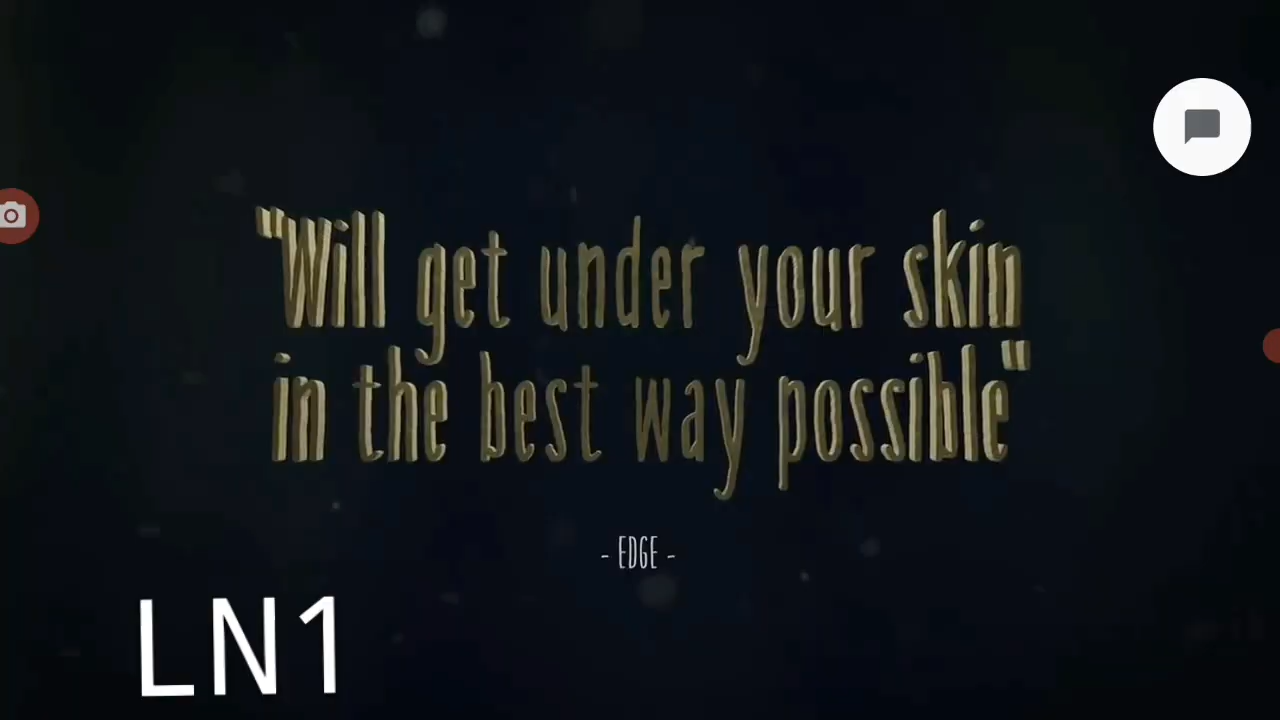 "Will get under your skin
in the best way possible"
- EDGE -
LN1